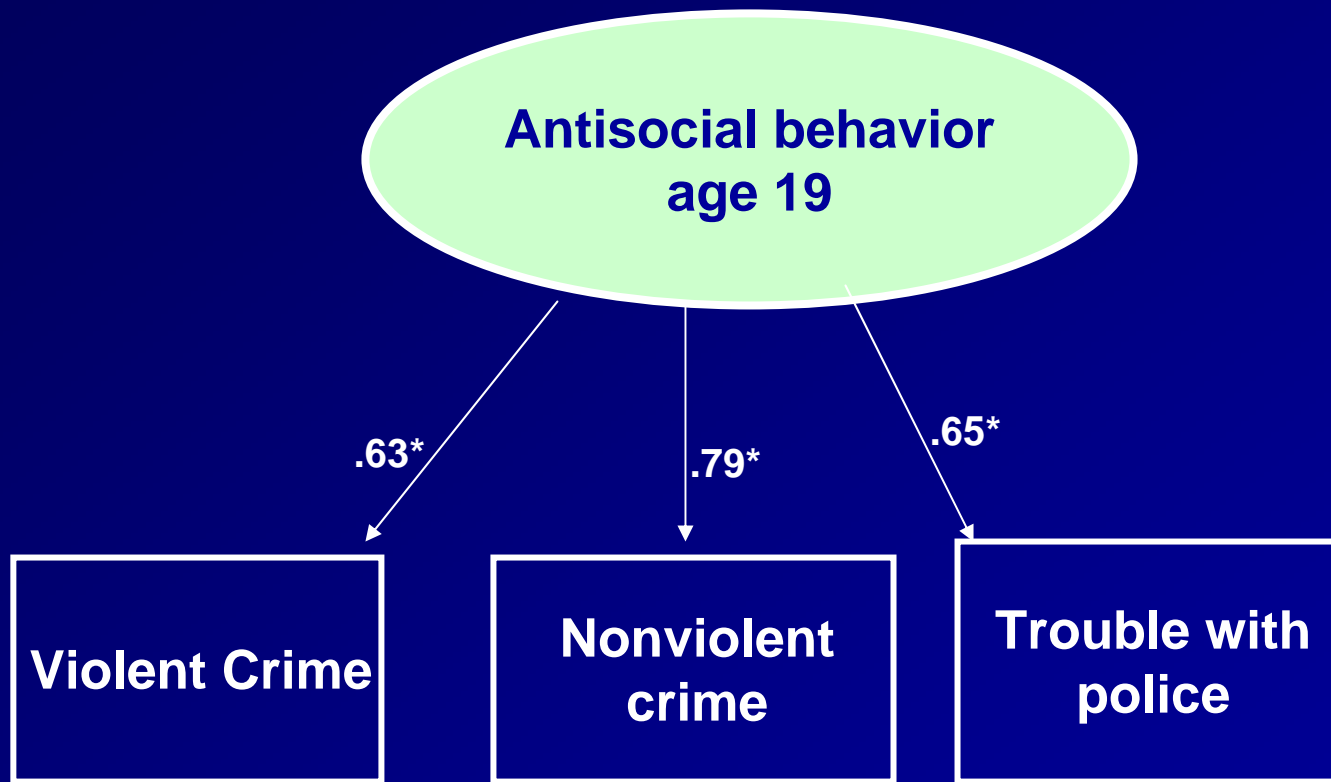 Antisocial behavior
age 19
.63*
.79*
.65*
Violent Crime
Nonviolent
crime
Trouble with
police